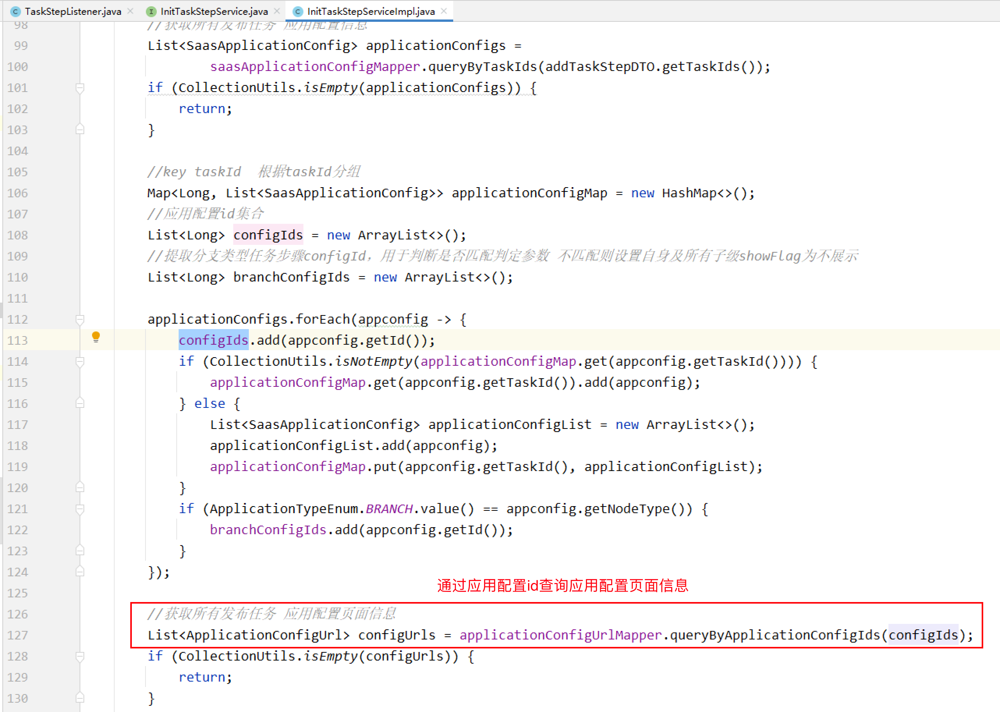 TaskStepListener.java InitTaskStepService.java InitTaskStepServiceImpl.java
98 //获取所有发布任务 应用配置信息
99 List<SaasApplicationConfig> applicationConfigs =
100 saasApplicationConfigMapper.queryByTaskIds(addTaskStepDTO.getTaskIds());
101 if (CollectionUtils.isEmpty(applicationConfigs)) {
102 return;
103 }
104
105 //key taskId 根据taskId分组
106 Map<Long, List<SaasApplicationConfig>> applicationConfigMap = new HashMap<>();
107 //应用配置id集合
108 List<Long> configIds = new ArrayList<>();
109 //提取分支类型任务步骤configId，用于判断是否匹配判定参数 不匹配则设置自身及所有子级showFlag为不展示
110 List<Long> branchConfigIds = new ArrayList<>();
111
112 applicationConfigs.forEach(appconfig -> {
113 configIds.add(appconfig.getId());
114 if (CollectionUtils.isNotEmpty(applicationConfigMap.get(appconfig.getTaskId()))) {
115 applicationConfigMap.get(appconfig.getTaskId()).add(appconfig);
116 } else {
117 List<SaasApplicationConfig> applicationConfigList = new ArrayList<>();
118 applicationConfigList.add(appconfig);
119 applicationConfigMap.put(appconfig.getTaskId(), applicationConfigList);
120 }
121 if (ApplicationTypeEnum.BRANCH.value() == appconfig.getNodeType()) {
122 branchConfigIds.add(appconfig.getId());
123 }
124 });
通过应用配置id查询应用配置页面信息
125
126 //获取所有发布任务 应用配置页面信息
127 List<ApplicationConfigUrl> configUrls = applicationConfigUrlMapper.queryByApplicationConfigIds(configIds);
128 if (CollectionUtils.isEmpty(configUrls)) {
129 return;
130 }